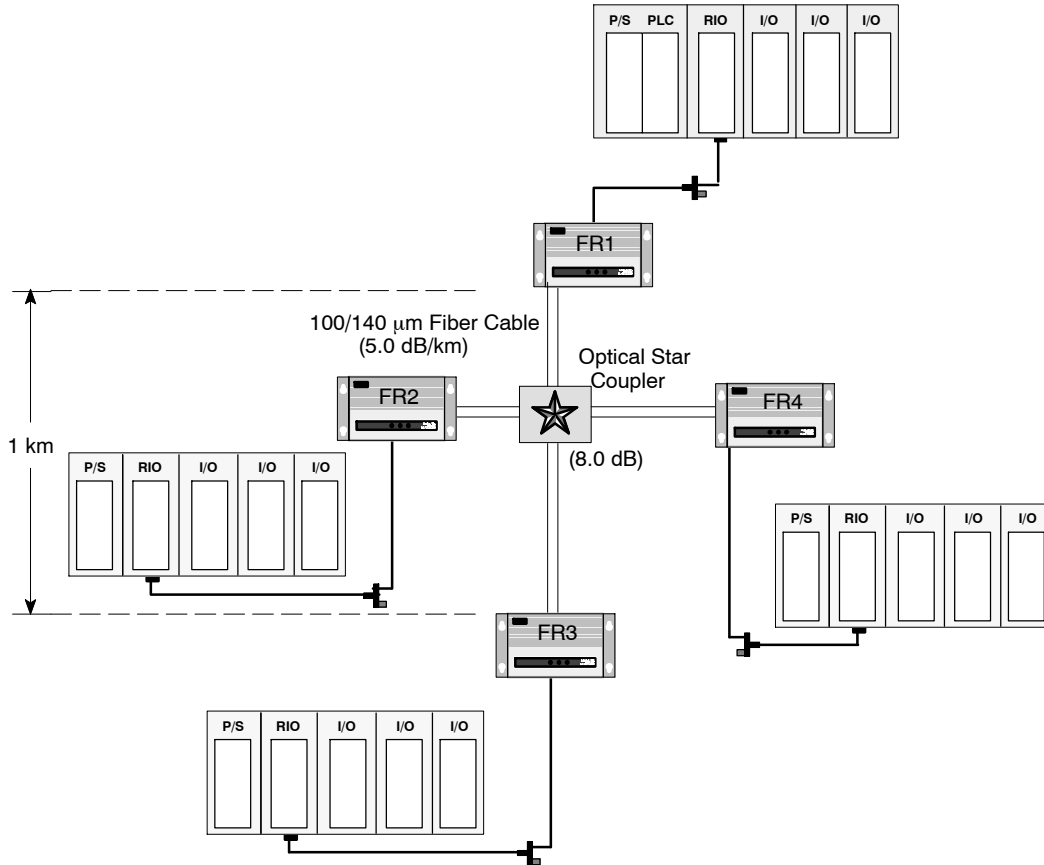 P/S PLC RIO I/O I/O I/O
FR1
100/140 μm Fiber Cable
(5.0 dB/km)
Optical Star
Coupler
FR2
FR4
1 km
(8.0 dB)
P/S RIO I/O I/O I/O
P/S RIO I/O I/O I/O
FR3
P/S RIO I/O I/O I/O